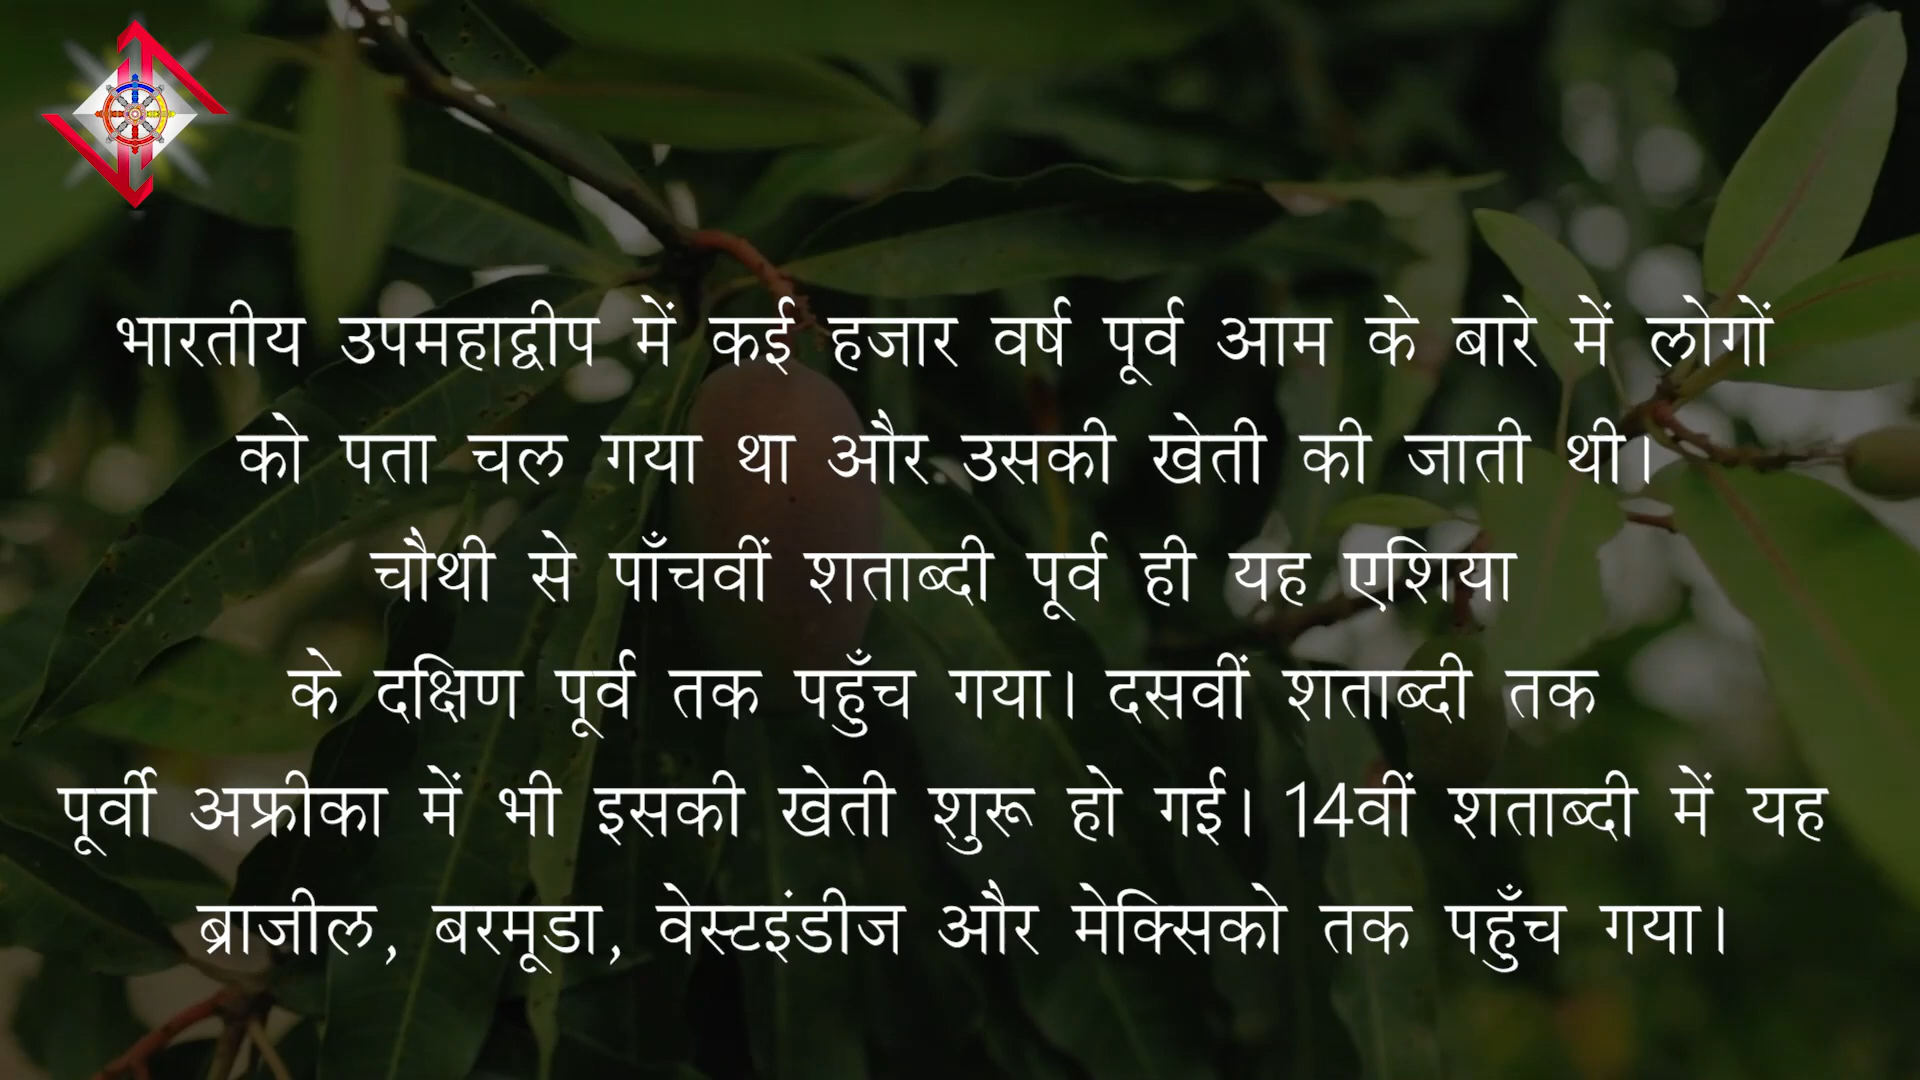 भारतीय उपमहाद्वीप में कई हजार वर्ष पूर्व आम के बारे में लोगों
को पता चल गया था और उसकी खेती की जाती थी।
चौथी से पाँचवीं शताब्दी पूर्व ही यह एशिया
के दक्षिण पूर्व तक पहुँच गया। दसवीं शताब्दी तक
पूर्वी अफ्रीका में भी इसकी खेती शुरू हो गई। 14वीं शताब्दी में यह
ब्राजील, बरमूडा, वेस्टइंडीज और मेक्सिको तक पहुँच गया।